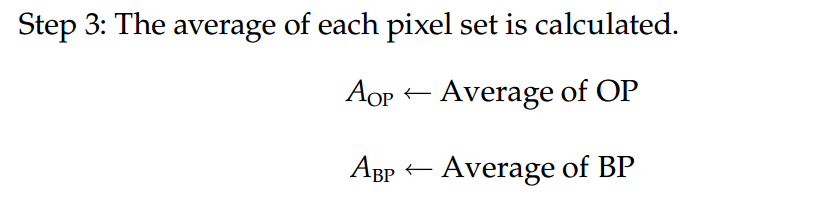 Step 3: The average of each pixel set is calculated.
A_OP ← Average of OP
A_BP ← Average of BP